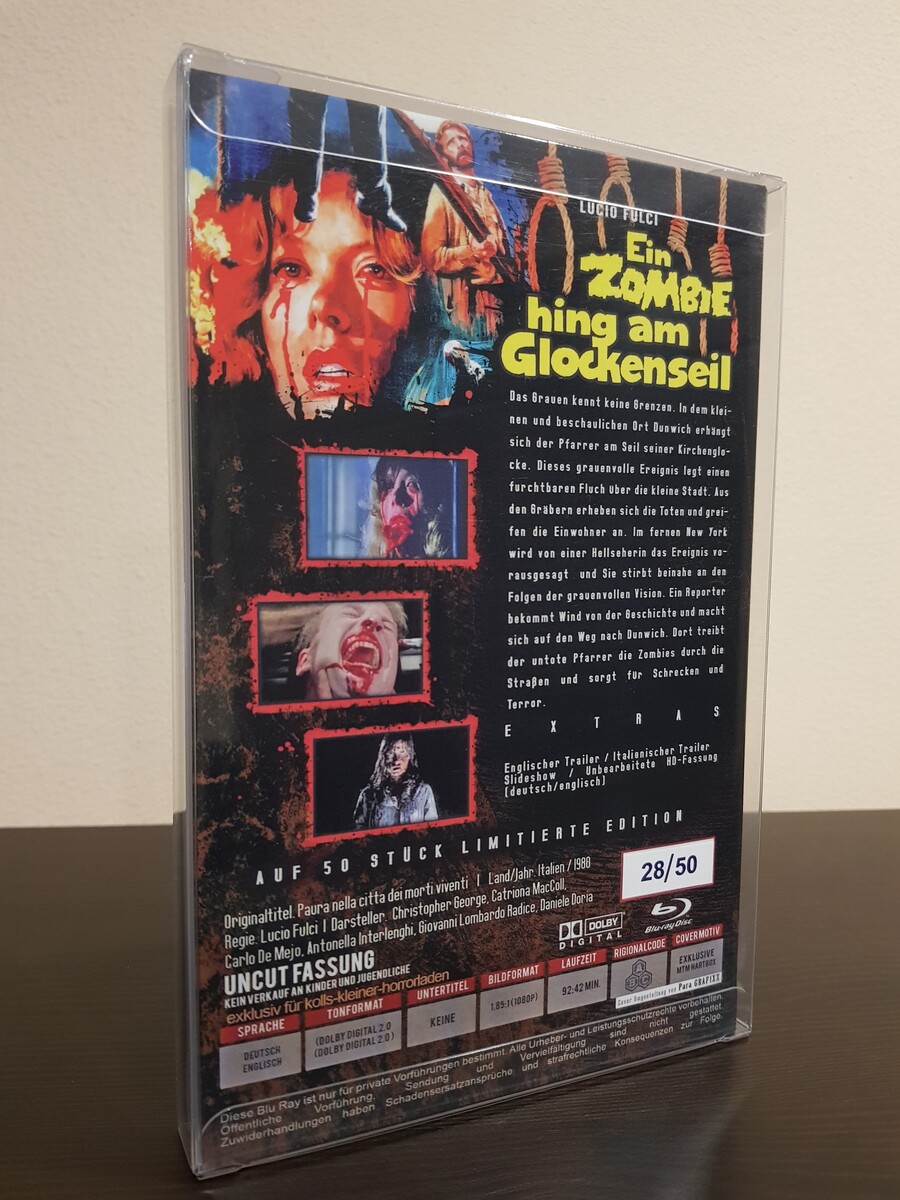 LUCIO FULCI
Ein
ZOMBIE
hing am
Glockenseil
Das Grauen kennt keine Grenzen. In dem klei-
nen und beschaulichen Ort Dunwich erhängt
sich der Pfarrer am Seil seiner Kirchenglo-
cke. Dieses grauenvolle Ereignis legt einen
furchtbaren Fluch über die kleine Stadt. Aus
den Gräbern erheben sich die Toten und grei-
fen die Einwohner an. Im fernen New York
wird von einer Hellseherin das Ereignis vo-
rausgesagt und Sie stirbt beinahe an den
Folgen der grauenvollen Vision. Ein Reporter
bekommt Wind von der Geschichte und macht
sich auf den Weg nach Dunwich. Dort treibt
der untote Pfarrer die Zombies durch die
Straßen und sorgt für Schrecken und
Terror.
EXTRAS
Englischer Trailer / Italienischer Trailer
Slideshow / Unbearbeitete HD-Fassung
(deutsch/englisch)
AUF 50 STÜCK LIMITIERTE EDITION
28/50
Originaltitel. Paura nella citta dei morti viventi | Land/Jahr. Italien / 1980
Regie. Lucio Fulci | Darsteller. Christopher George, Catriona MacColl,
Carlo De Mejo, Antonella Interlenghi, Giovanni Lombardo Radice, Daniele Doria
UNCUT FASSUNG
KEIN VERKAUF AN KINDER UND JUGENDLICHE
exklusiv für kolls-kleiner-horrorladen
DOLBY
DIGITAL
Blu-ray Disc
SPRACHE
DEUTSCH
ENGLISCH
TONFORMAT
(DOLBY DIGITAL 2.0
(DOLBY DIGITAL 2.0 )
UNTERTITEL
KEINE
BILDFORMAT
1.85:1 (1080P)
LAUFZEIT
92:42 MIN.
RIGIONALCODE
A B C
COVERMOTIV
EXKLUSIVE
MTM HARTBOX
Cover Umgestaltung von Para GRAFIXX
Diese Blu Ray ist nur für private Vorführungen bestimmt. Alle Urheber- und Leistungsschutzrechte vorbehalten.
Öffentliche Vorführung, Sendung und Vervielfältigung sind nicht gestattet.
Zuwiderhandlungen haben Schadensersatzansprüche und strafrechtliche Konsequenzen zur Folge.